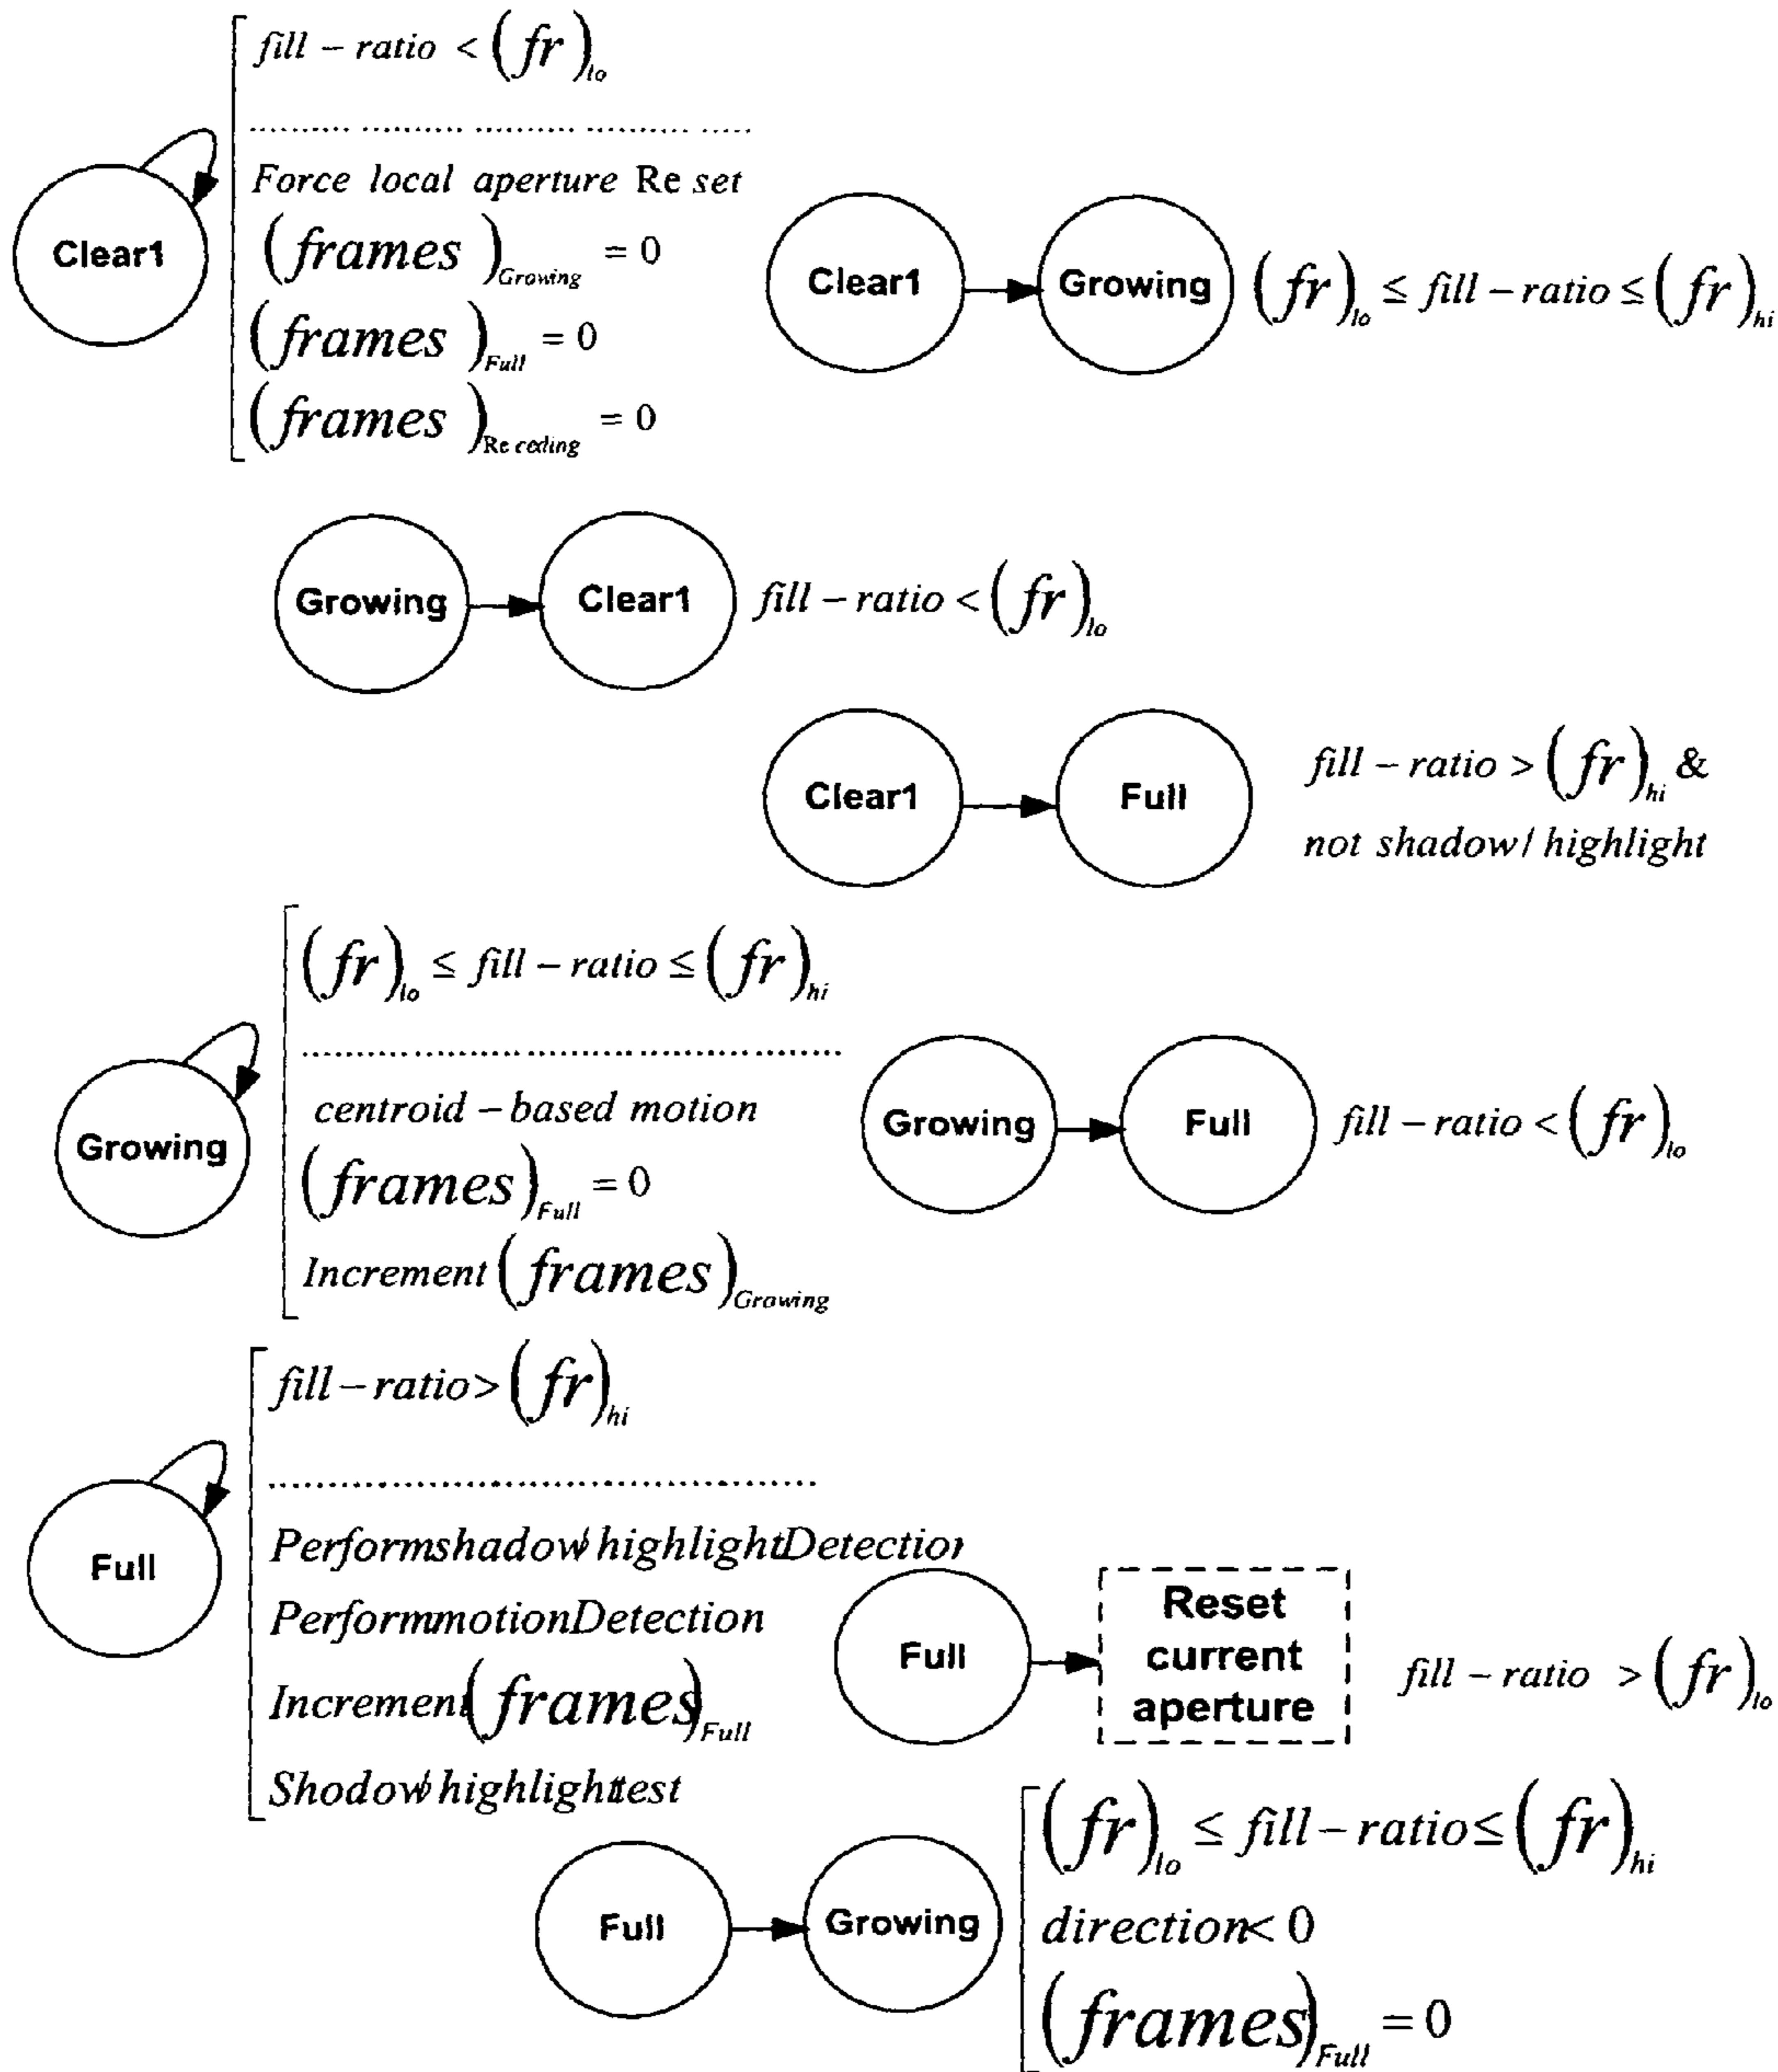 fill – ratio < (fr)lo
Force local aperture Re set
Clear1
(frames)Growing = 0
(frames)Full = 0
(frames)Re ceding = 0
Clear1 Growing (fr)lo ≤ fill – ratio ≤ (fr)hi
Growing Clear1 fill – ratio < (fr)lo
Clear1 Full fill – ratio > (fr)hi &
not shadow/ highlight
(fr)lo ≤ fill – ratio ≤ (fr)hi
centroid – based motion
Growing
(frames)Full = 0
Increment (frames)Growing
Growing Full fill – ratio < (fr)lo
fill – ratio > (fr)hi
Full
Performshadow/highlightDetection
PerformmotionDetection
Increment(frames)Full
Shodow/highlighttest
Full
Reset
current
aperture
fill – ratio > (fr)lo
Full Growing
(fr)lo ≤ fill – ratio ≤ (fr)hi
direction< 0
(frames)Full = 0